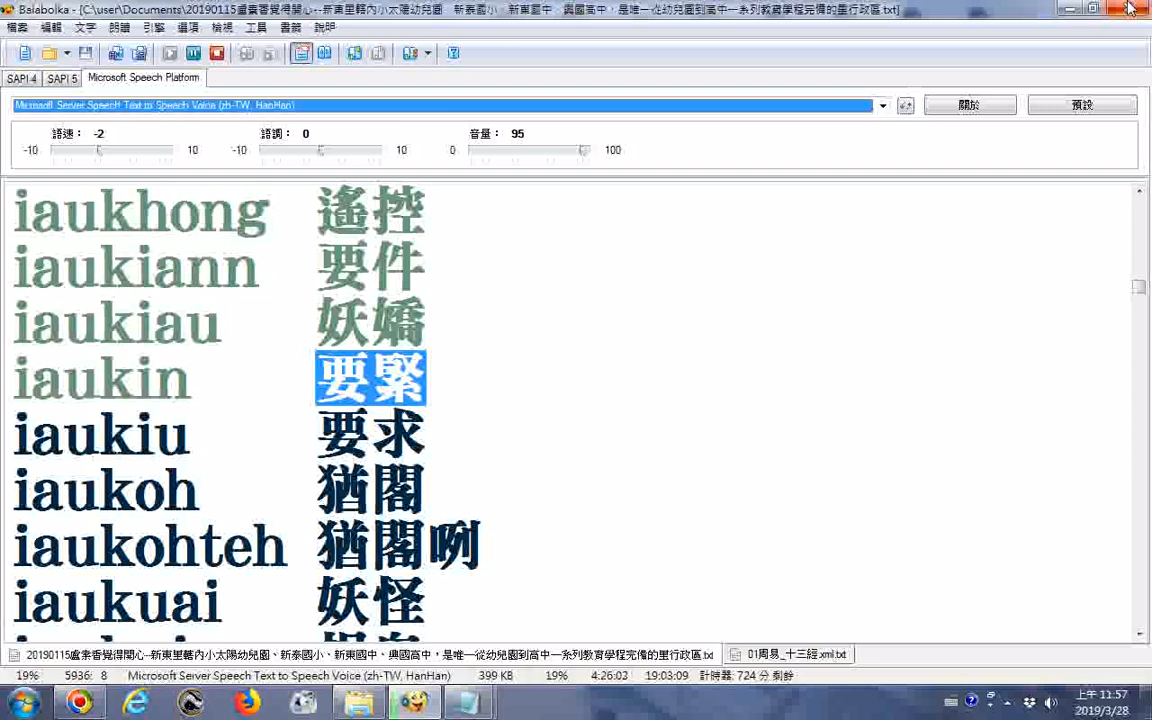 Balabolka - [C:\user\Documents\20190115盧素香覺得開心--新東里轄內小太陽幼兒園、新泰國小、新東國中、興國高中，是唯一從幼兒園到高中一系列教育學程完備的里行政區.txt]
檔案 編輯 文字 朗讀 引擎 選項 檢視 工具 書籤 說明
SAPI 4 SAPI 5 Microsoft Speech Platform
Microsoft Server Speech Text to Speech Voice (zh-TW, HanHan) 關於 預設
語速： -2 語調： 0 音量： 95
-10 10 -10 10 0 100
iaukhong 遙控
iaukiann 要件
iaukiau 妖嬌
iaukin 要緊
iaukiu 要求
iaukoh 猶閣
iaukohteh 猶閣咧
iaukuai 妖怪
20190115盧素香覺得開心--新東里轄內小太陽幼兒園、新泰國小、新東國中、興國高中，是唯一從幼兒園到高中一系列教育學程完備的里行政區.txt 01周易_十三經.xml.txt
19% 5936: 8 Microsoft Server Speech Text to Speech Voice (zh-TW, HanHan) 399 KB 19% 4:26:03 19:03:09 計時器: 724 分 剩餘
上午 11:57
2019/3/28